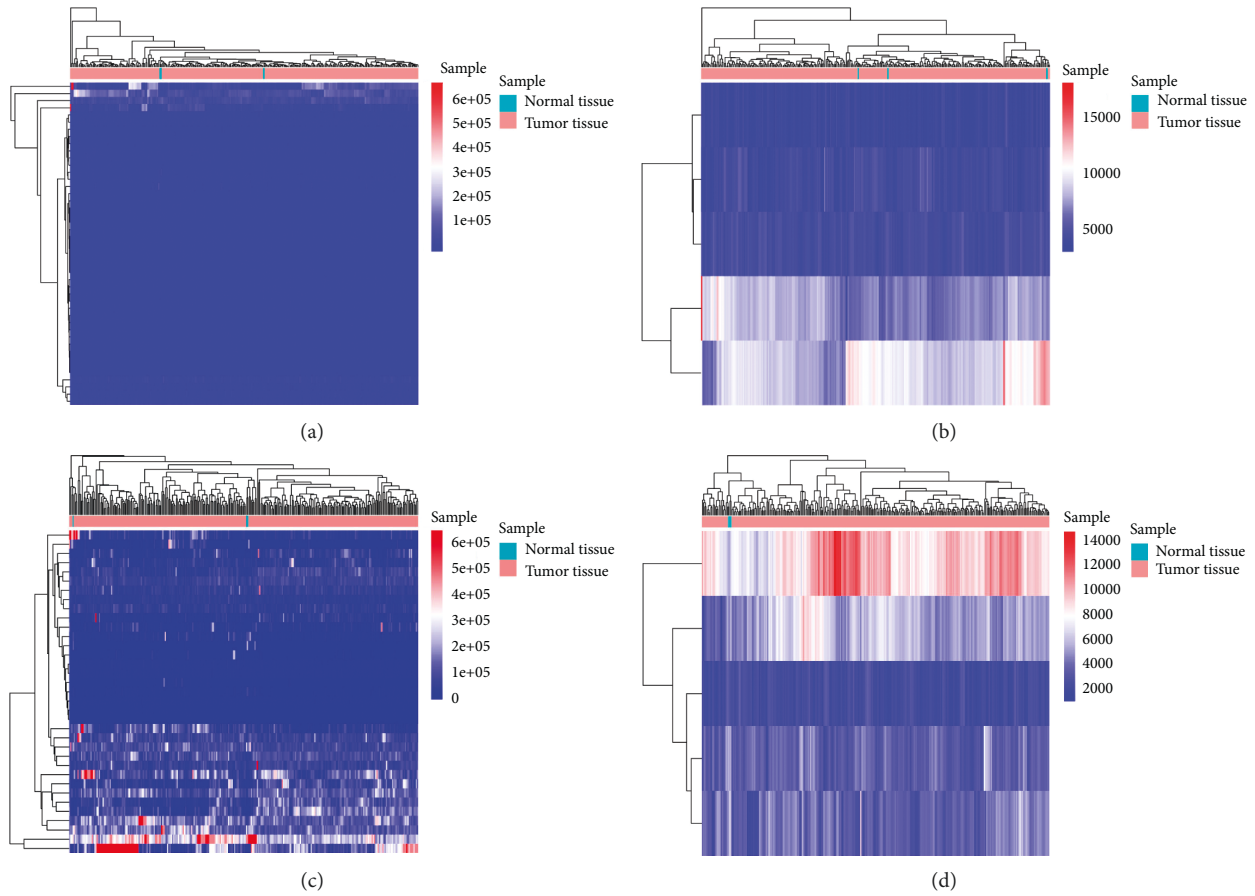 Sample
6e+05
5e+05
4e+05
3e+05
2e+05
1e+05
Sample
Normal tissue
Tumor tissue
(a)
Sample
15000
10000
5000
Sample
Normal tissue
Tumor tissue
(b)
Sample
6e+05
5e+05
4e+05
3e+05
2e+05
1e+05
0
Sample
Normal tissue
Tumor tissue
(c)
Sample
14000
12000
10000
8000
6000
4000
2000
Sample
Normal tissue
Tumor tissue
(d)